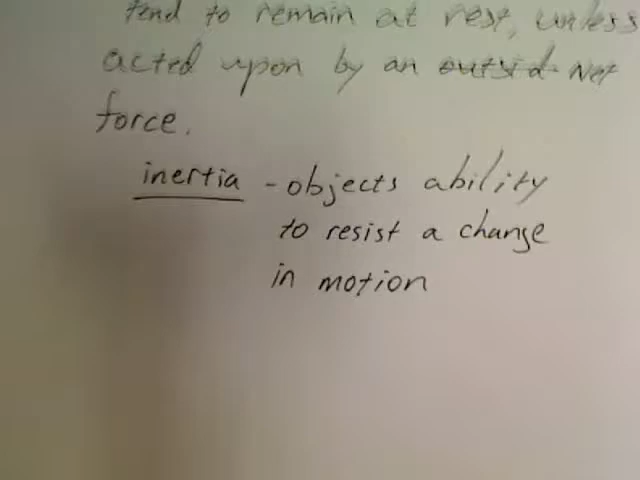 tend to remain at rest, unless
acted upon by an outsid Net
force.
inertia - objects ability
to resist a change
in motion